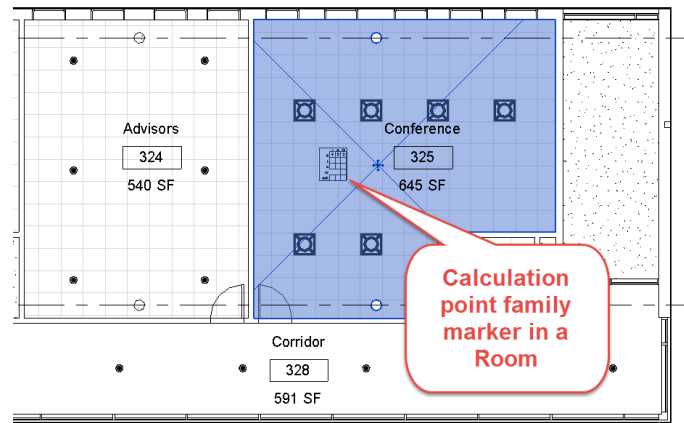 Advisors
324
540 SF
Conference
325
645 SF
Calculation
point family
marker in a
Room
Corridor
328
591 SF